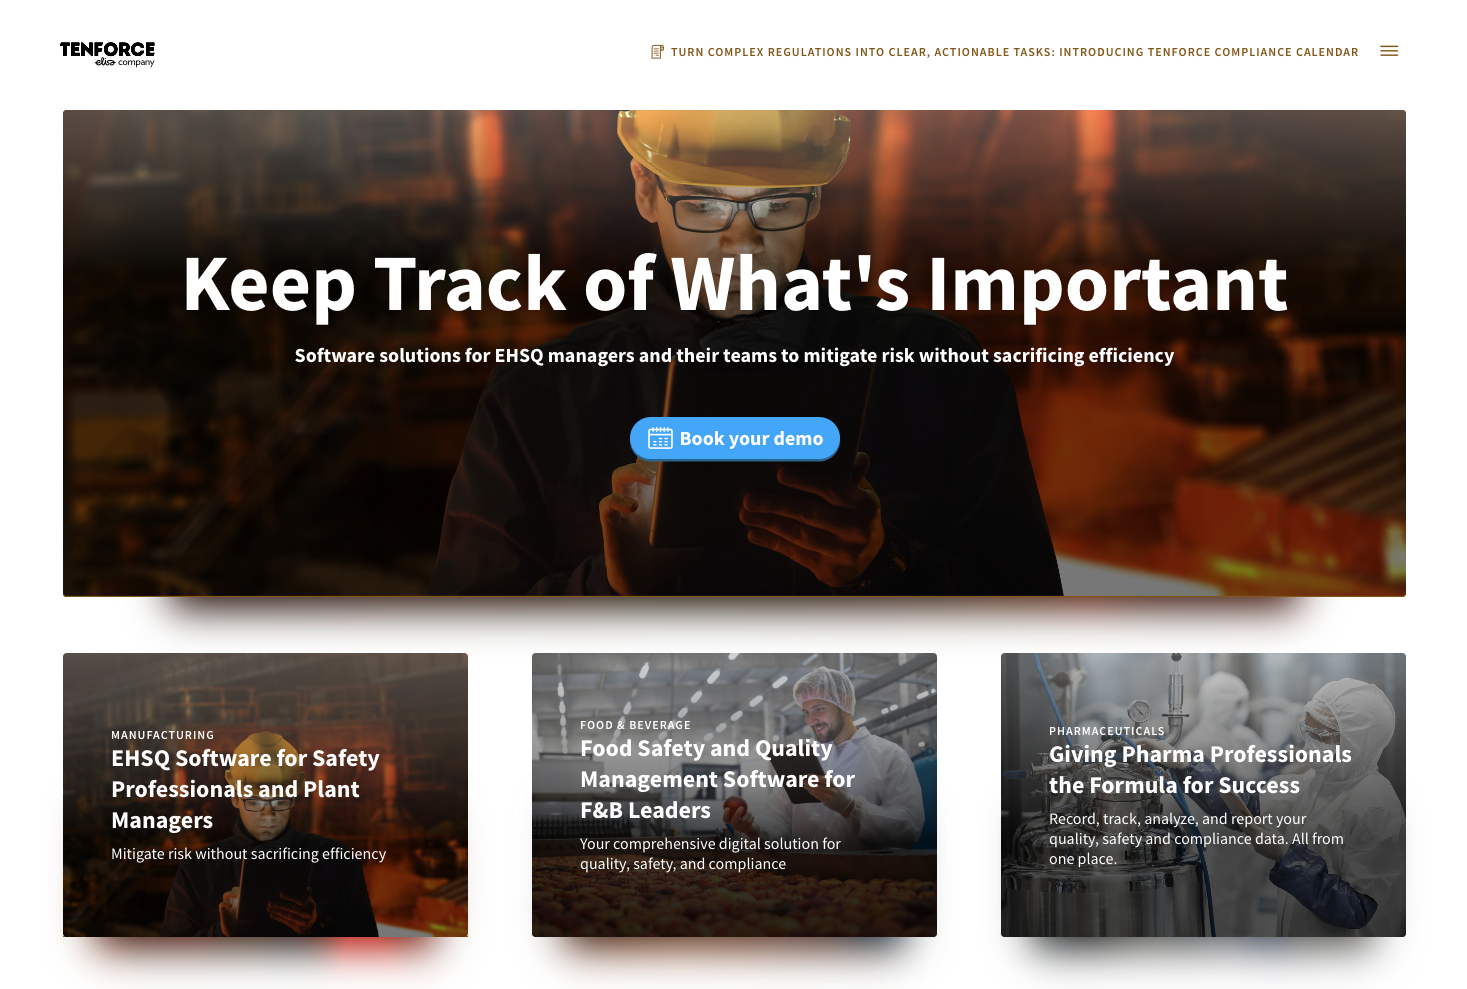 TENFORCE
elisa company
TURN COMPLEX REGULATIONS INTO CLEAR, ACTIONABLE TASKS: INTRODUCING TENFORCE COMPLIANCE CALENDAR
Keep Track of What's Important
Software solutions for EHSQ managers and their teams to mitigate risk without sacrificing efficiency
Book your demo
MANUFACTURING
EHSQ Software for Safety
Professionals and Plant
Managers
Mitigate risk without sacrificing efficiency
FOOD & BEVERAGE
Food Safety and Quality
Management Software for
F&B Leaders
Your comprehensive digital solution for
quality, safety, and compliance
PHARMACEUTICALS
Giving Pharma Professionals
the Formula for Success
Record, track, analyze, and report your
quality, safety and compliance data. All from
one place.